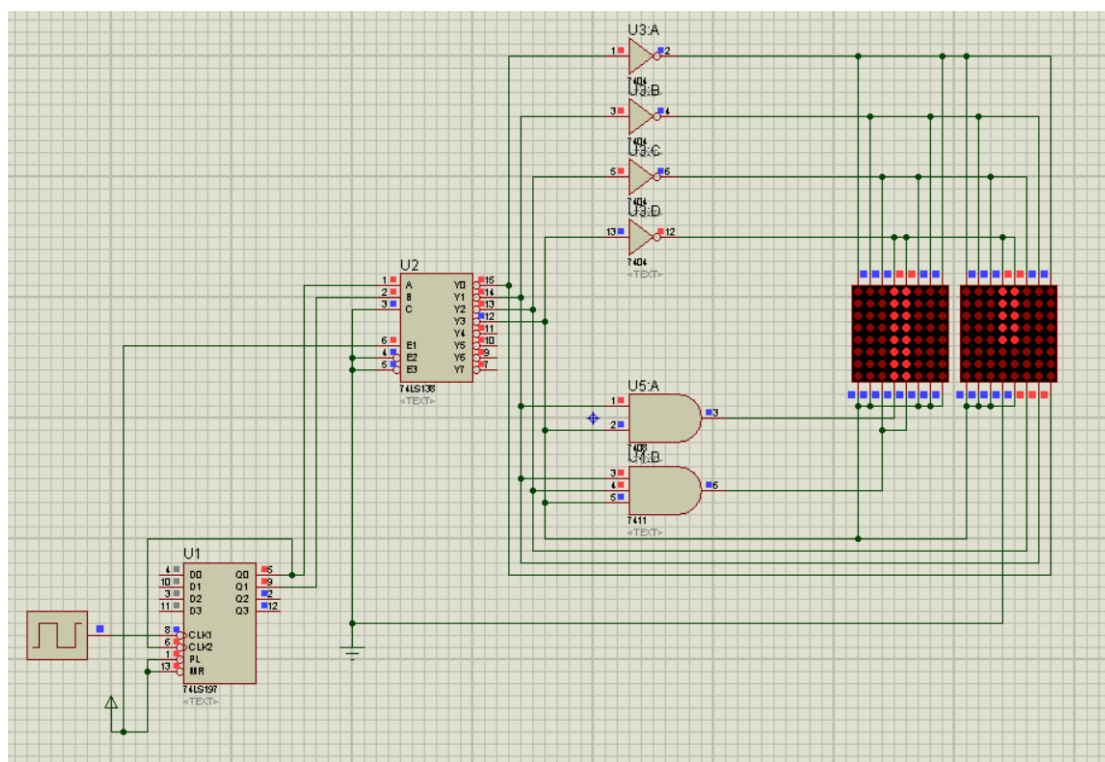 U3:A
1 2
7404
U3:B
3 4
7404
U3:C
5 6
7404
U3:D
13 12
7404
<TEXT>
U2
1 A Y0 15
2 B Y1 14
3 C Y2 13
Y3 12
Y4 11
6 E1 Y5 10
4 E2 Y6 9
5 E3 Y7 7
74LS138
<TEXT>
U5:A
1
2
3
7408
3
4
5
6
7411
<TEXT>
U1
4 D0 Q0 5
10 D1 Q1 9
3 D2 Q2 2
11 D3 Q3 12
8 CLK1
6 CLK2
1 PL
13 MR
74LS197
<TEXT>